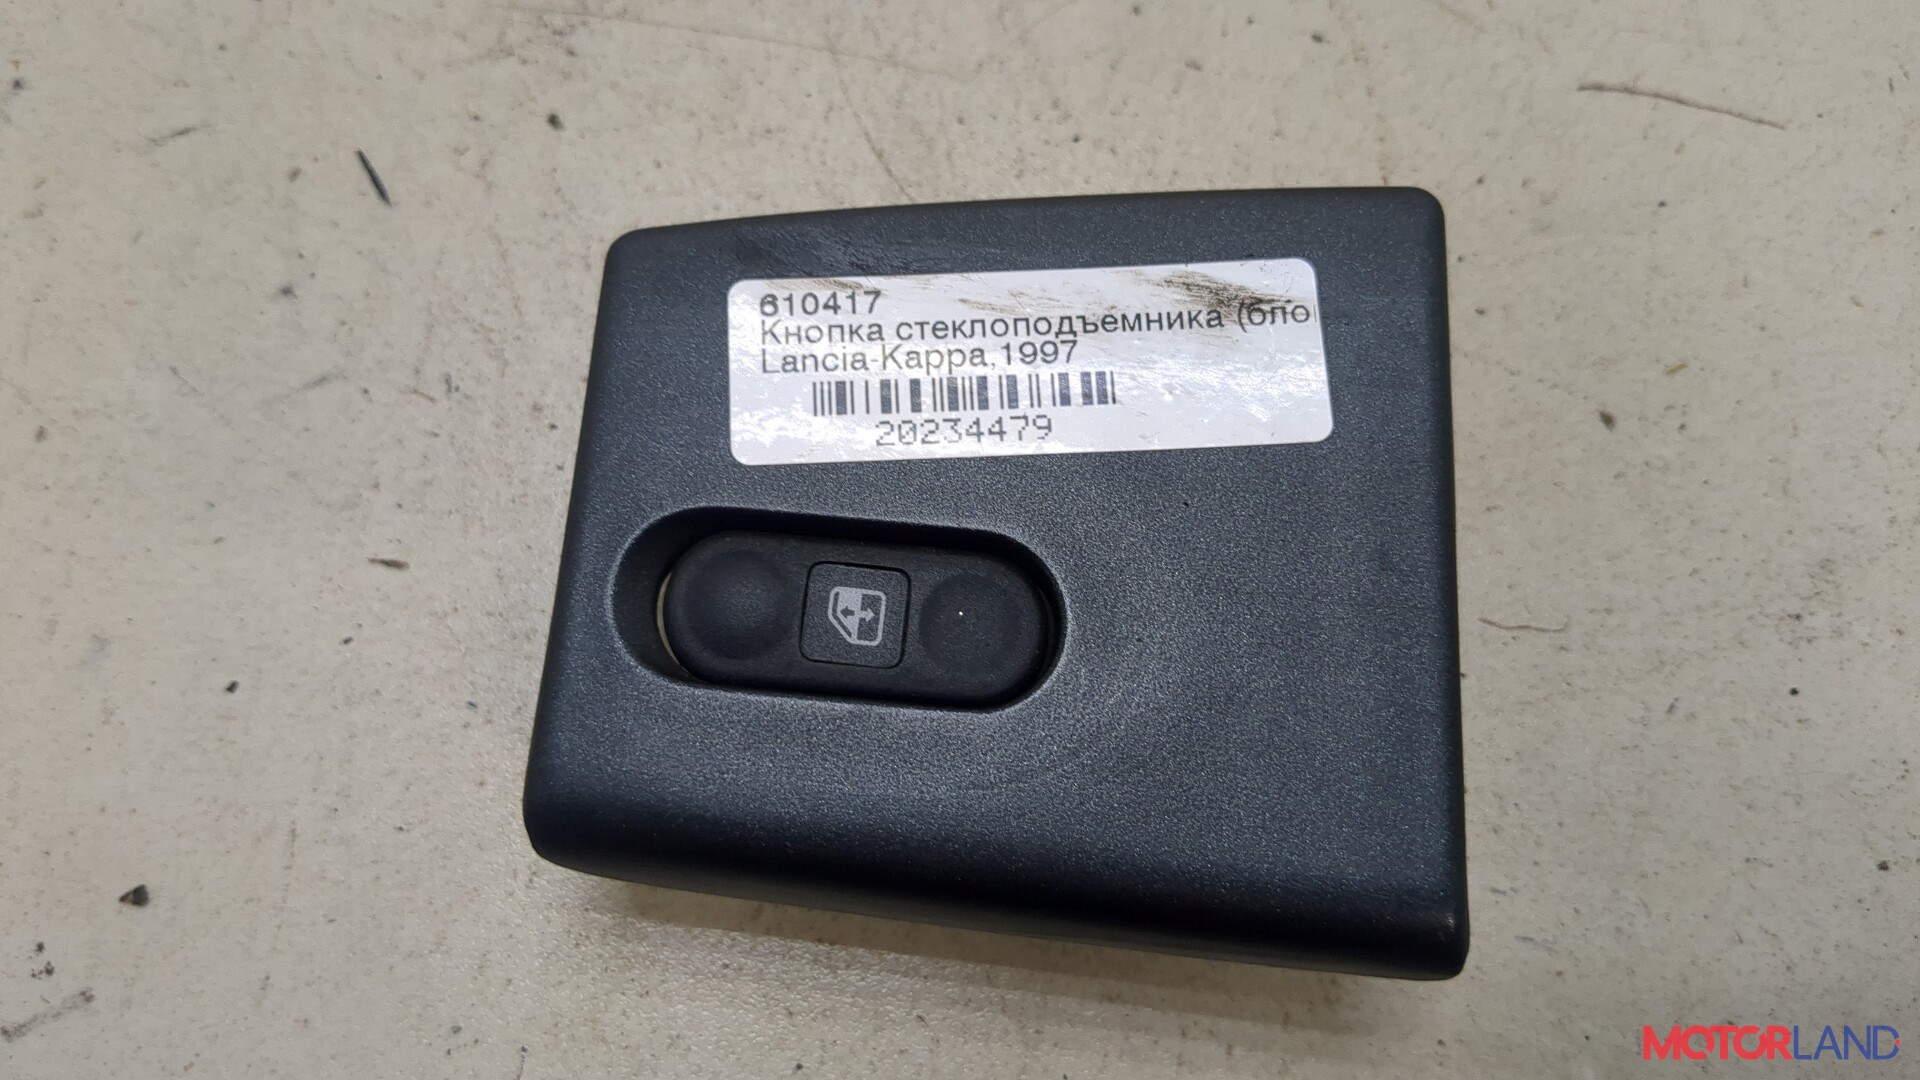 610417
Кнопка стеклоподъемника (бло
Lancia-Kappa,1997
20234479
MOTORLAND